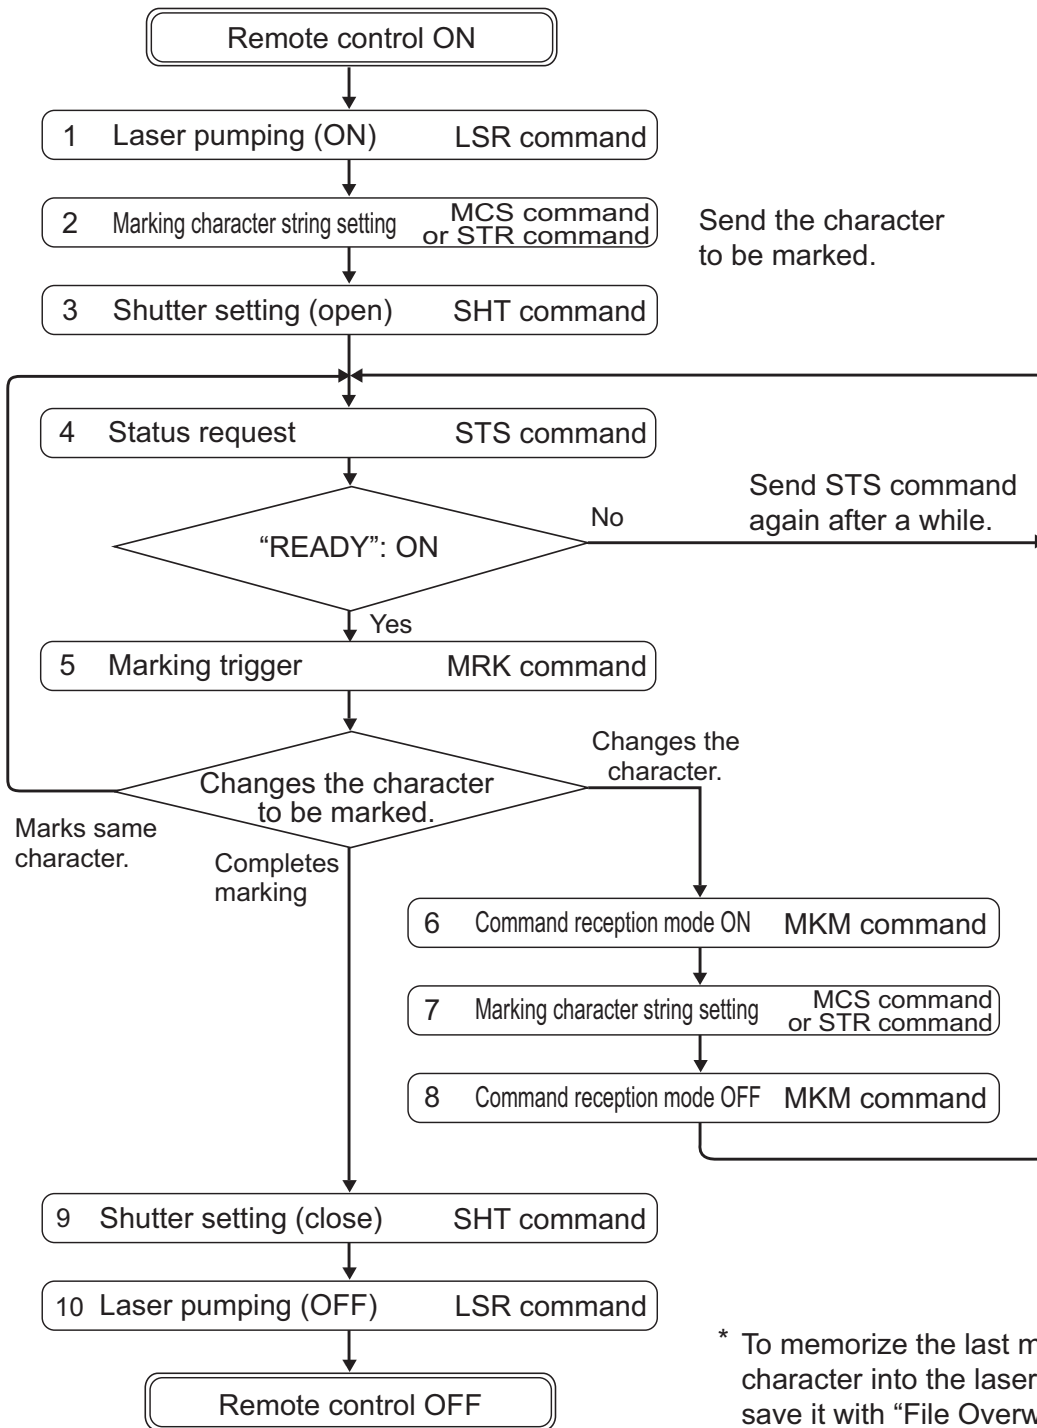 Remote control ON
1 Laser pumping (ON) LSR command
2 Marking character string setting MCS command
or STR command
Send the character
to be marked.
3 Shutter setting (open) SHT command
4 Status request STS command
Send STS command
again after a while.
No
“READY”: ON
Yes
5 Marking trigger MRK command
Changes the
character.
Changes the character
to be marked.
Marks same
character.
Completes
marking
6 Command reception mode ON MKM command
7 Marking character string setting MCS command
or STR command
8 Command reception mode OFF MKM command
9 Shutter setting (close) SHT command
10 Laser pumping (OFF) LSR command
Remote control OFF
* To memorize the last m
character into the laser
save it with “File Overw